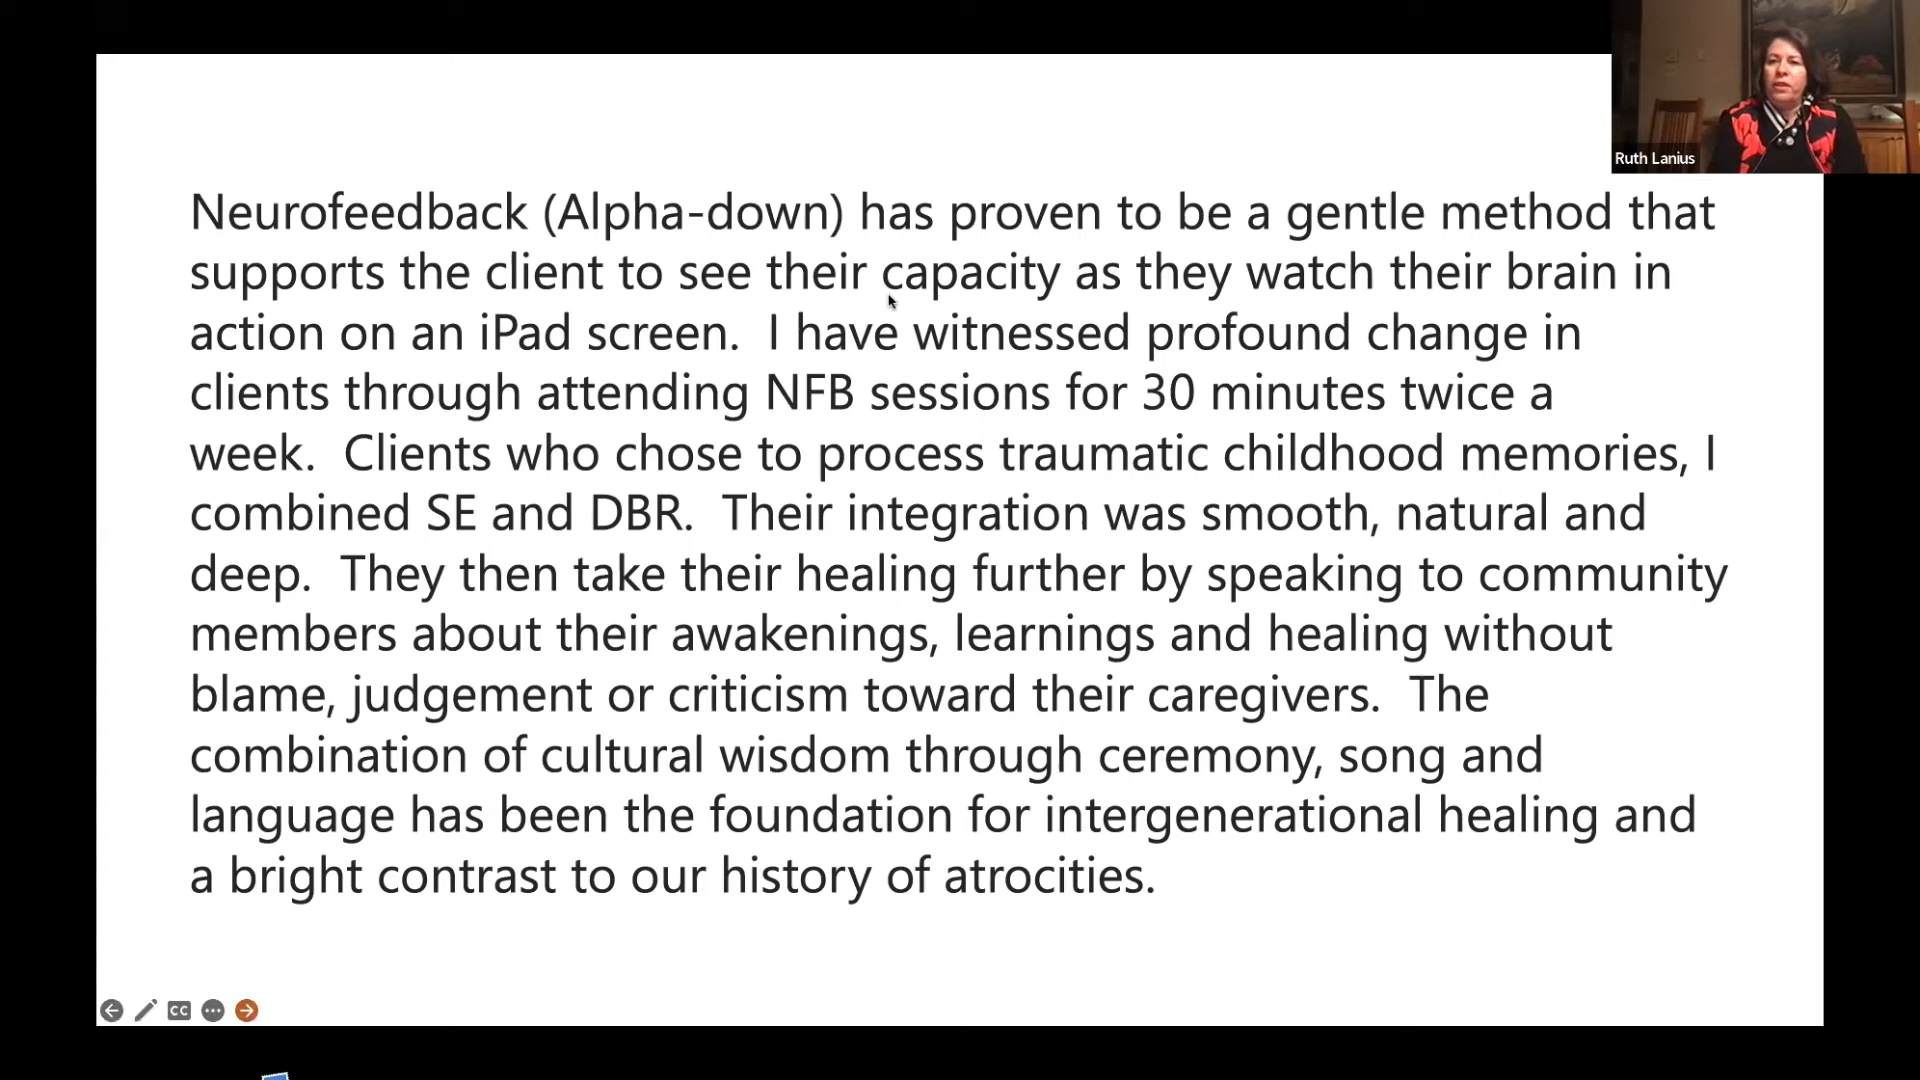 Ruth Lanius
Neurofeedback (Alpha-down) has proven to be a gentle method that
supports the client to see their capacity as they watch their brain in
action on an iPad screen.  I have witnessed profound change in
clients through attending NFB sessions for 30 minutes twice a
week.  Clients who chose to process traumatic childhood memories, I
combined SE and DBR.  Their integration was smooth, natural and
deep.  They then take their healing further by speaking to community
members about their awakenings, learnings and healing without
blame, judgement or criticism toward their caregivers.  The
combination of cultural wisdom through ceremony, song and
language has been the foundation for intergenerational healing and
a bright contrast to our history of atrocities.
CC